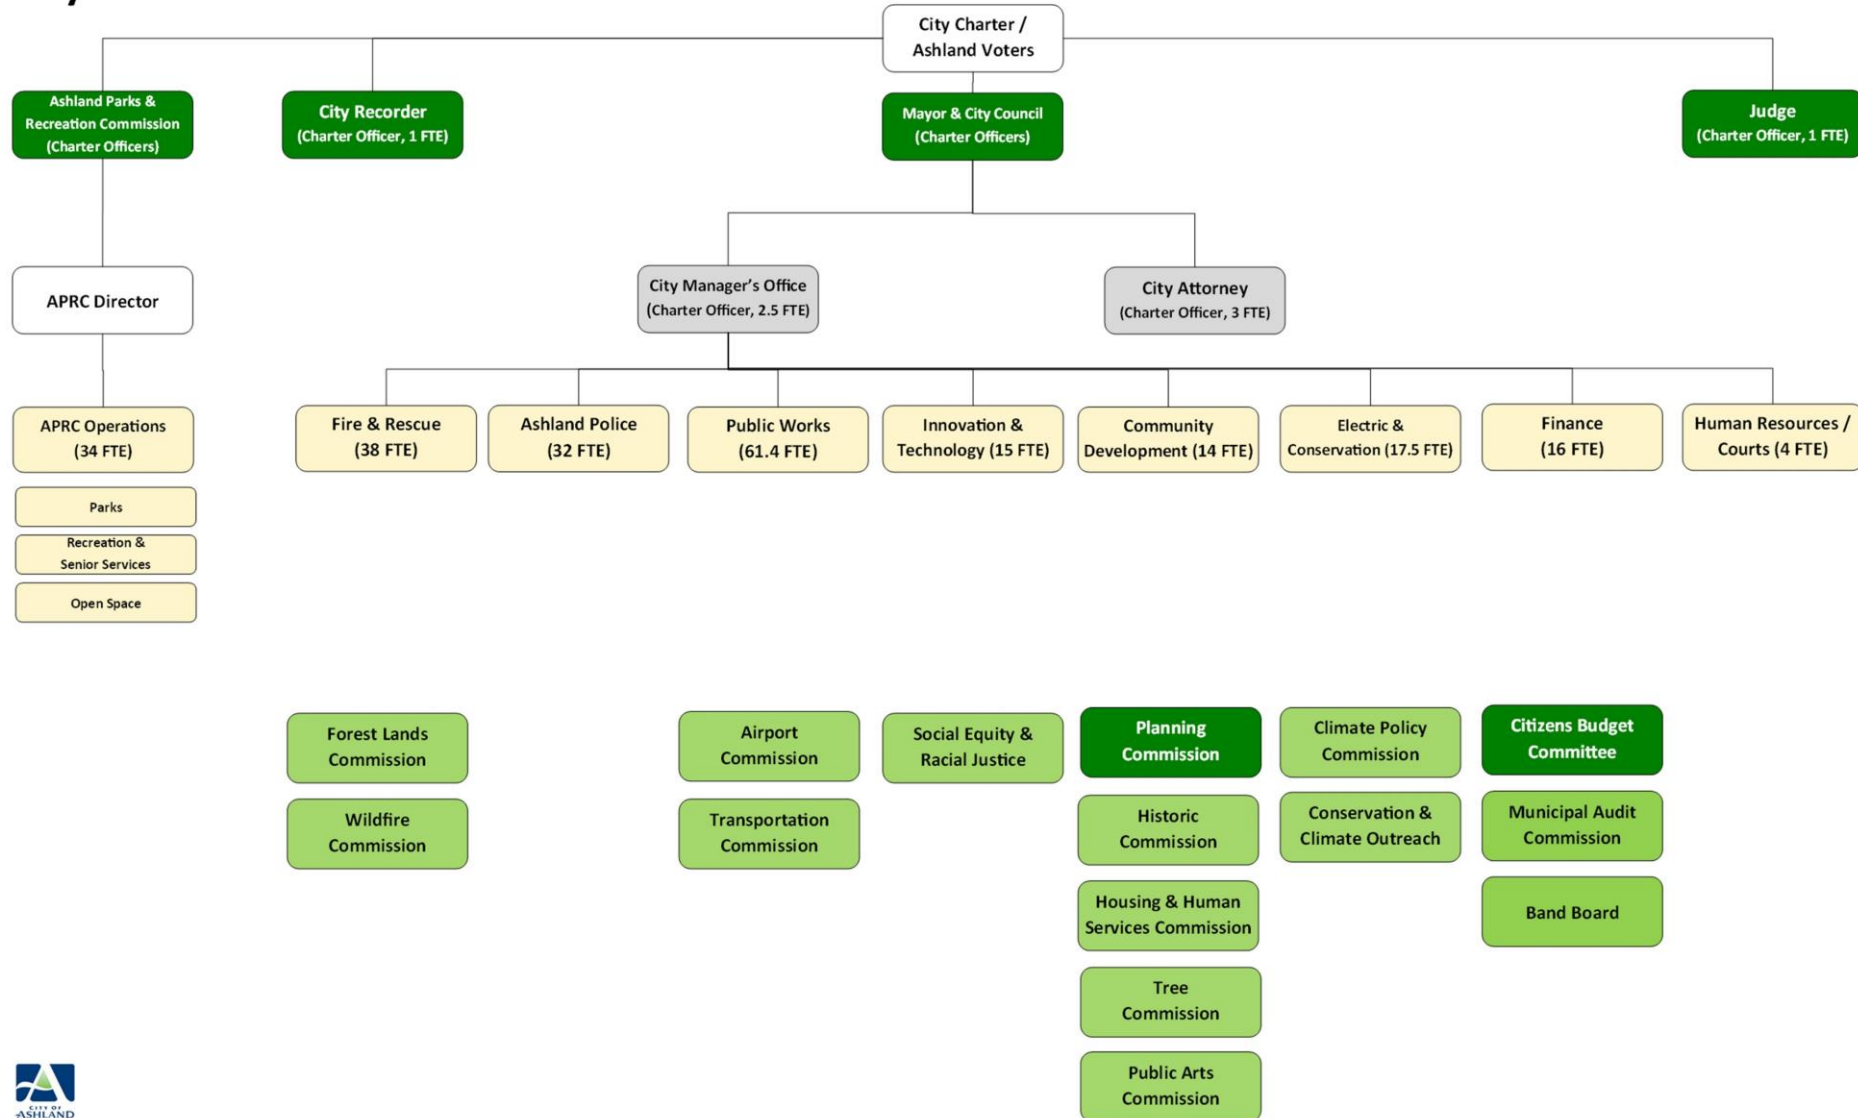 City Charter /
Ashland Voters
Ashland Parks &
Recreation Commission
(Charter Officers)
City Recorder
(Charter Officer, 1 FTE)
Mayor & City Council
(Charter Officers)
Judge
(Charter Officer, 1 FTE)
APRC Director
City Manager’s Office
(Charter Officer, 2.5 FTE)
City Attorney
(Charter Officer, 3 FTE)
APRC Operations
(34 FTE)
Fire & Rescue
(38 FTE)
Ashland Police
(32 FTE)
Public Works
(61.4 FTE)
Innovation &
Technology (15 FTE)
Community
Development (14 FTE)
Electric &
Conservation (17.5 FTE)
Finance
(16 FTE)
Human Resources /
Courts (4 FTE)
Parks
Recreation &
Senior Services
Open Space
Forest Lands
Commission
Airport
Commission
Social Equity &
Racial Justice
Planning
Commission
Climate Policy
Commission
Citizens Budget
Committee
Wildfire
Commission
Transportation
Commission
Historic
Commission
Conservation &
Climate Outreach
Municipal Audit
Commission
Housing & Human
Services Commission
Band Board
Tree
Commission
Public Arts
Commission
CITY OF
ASHLAND